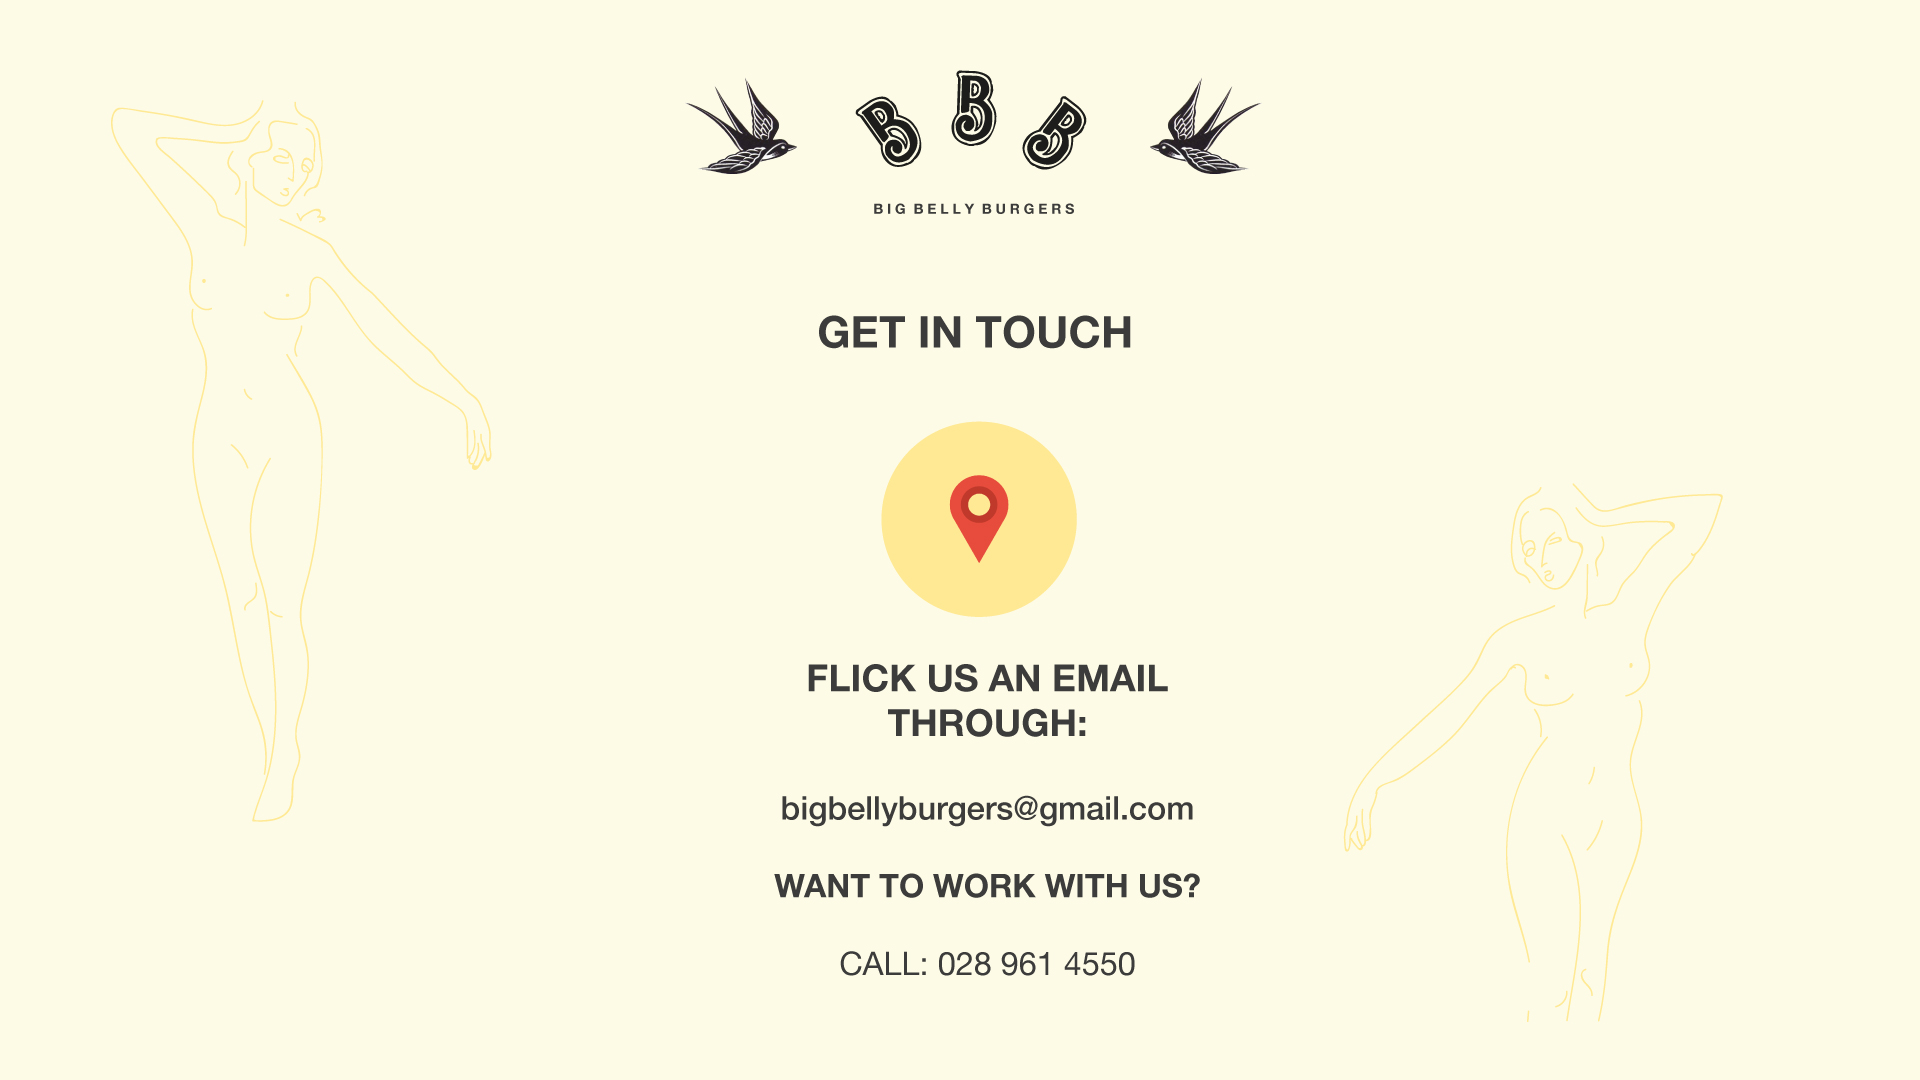 B B B
BIG BELLY BURGERS
GET IN TOUCH
FLICK US AN EMAIL
THROUGH:
bigbellyburgers@gmail.com
WANT TO WORK WITH US?
CALL: 028 961 4550